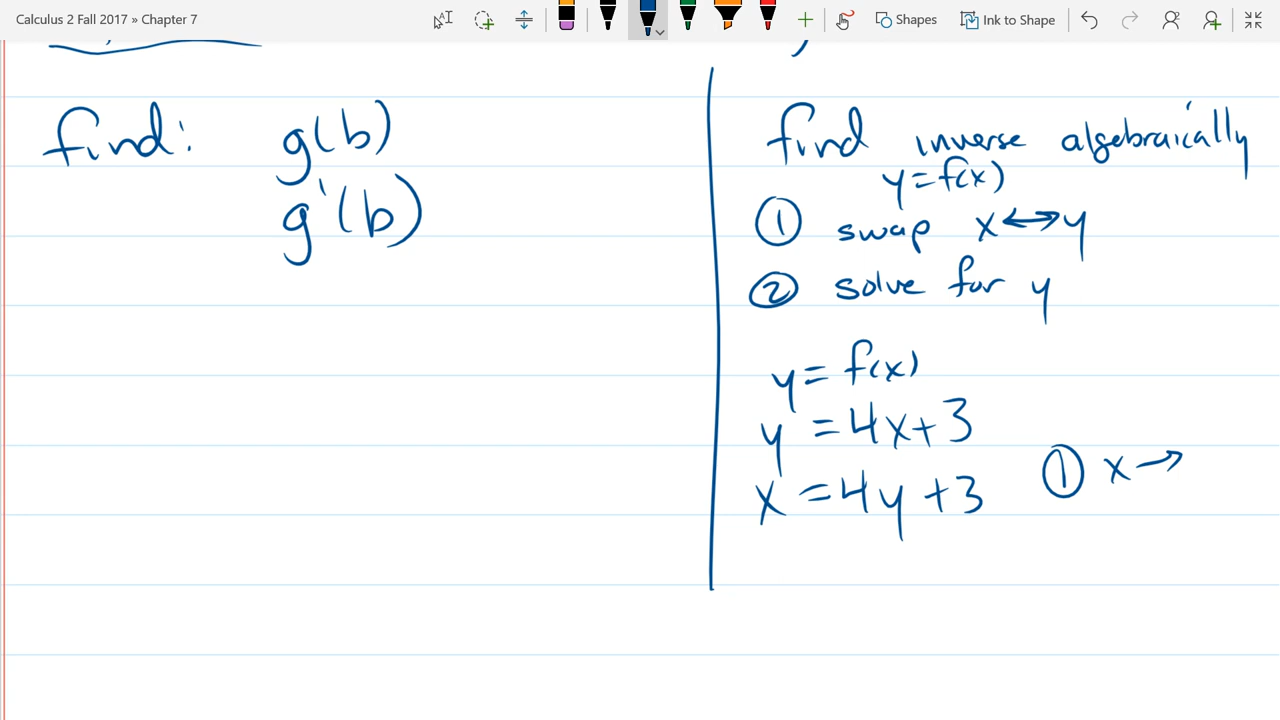 Calculus 2 Fall 2017 » Chapter 7
Shapes
Ink to Shape
find: g(b)
g'(b)
find inverse algebraically
y=f(x)
① swap x↔y
② solve for y
y = f(x)
y = 4x+3
x = 4y+3 ① x→